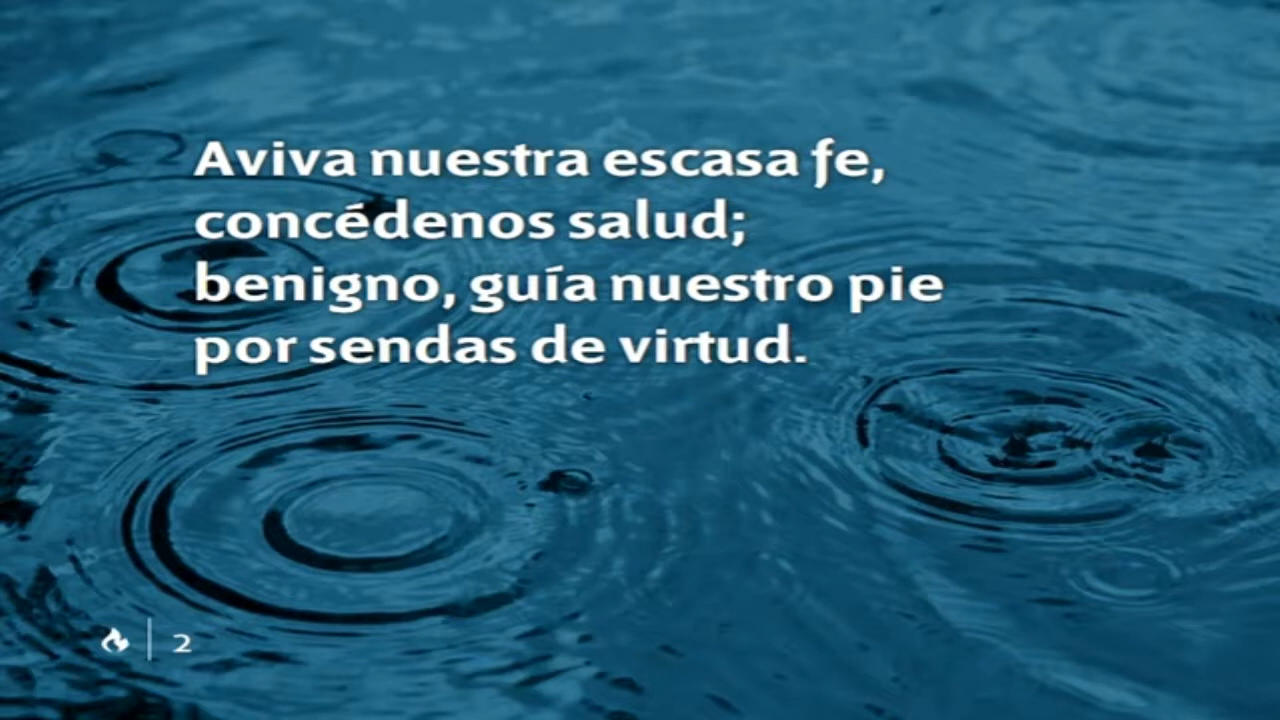 Aviva nuestra escasa fe,
concédenos salud;
benigno, guía nuestro pie
por sendas de virtud.
2